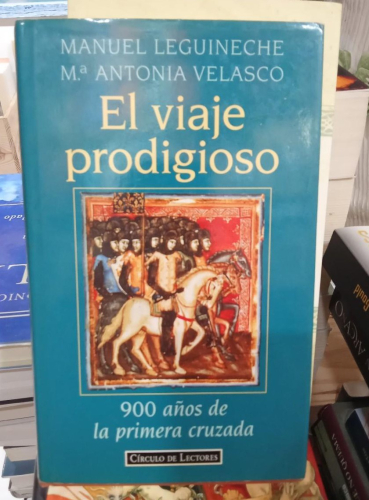 MANUEL LEGUINECHE
Mª ANTONIA VELASCO
El viaje
prodigioso
900 años de
la primera cruzada
CÍRCULO DE LECTORES